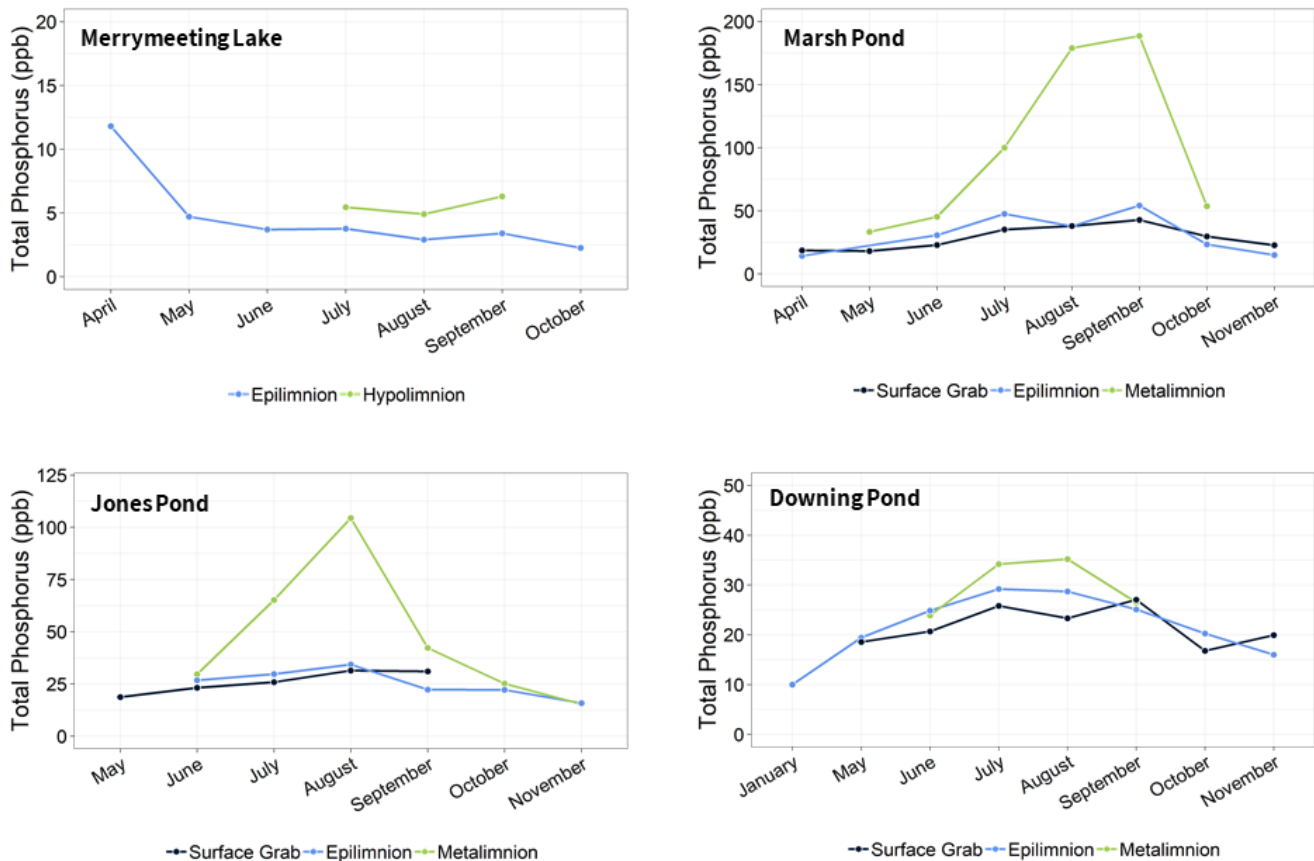 Merrymeeting Lake
Total Phosphorus (ppb)
20
15
10
5
0
April
May
June
July
August
September
October
Epilimnion Hypolimnion
Marsh Pond
Total Phosphorus (ppb)
200
150
100
50
0
April
May
June
July
August
September
October
November
Surface Grab Epilimnion Metalimnion
Jones Pond
Total Phosphorus (ppb)
125
100
75
50
25
0
May
June
July
August
September
October
November
Surface Grab Epilimnion Metalimnion
Downing Pond
Total Phosphorus (ppb)
50
40
30
20
10
0
January
May
June
July
August
September
October
November
Surface Grab Epilimnion Metalimnion